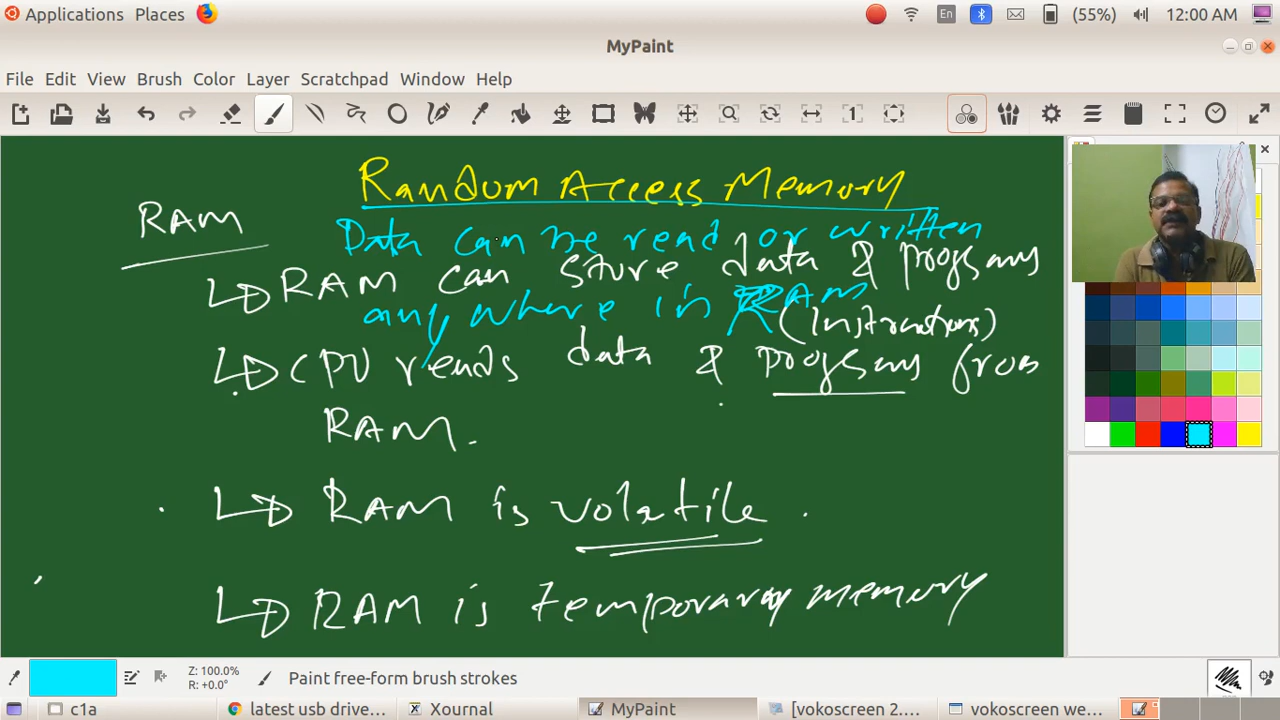 Applications Places En (55%) 12:00 AM
MyPaint
File Edit View Brush Color Layer Scratchpad Window Help
Random Access Memory
RAM
Data can be read or written
RAM can store data & programs
any where in RAM
(Instructions)
CPU reads data & programs from
RAM.
RAM is volatile.
RAM is temporary memory
Z: 100.0%
R: +0.0°
Paint free-form brush strokes
c1a latest usb drive... Xournal MyPaint [vokoscreen 2.... vokoscreen we...